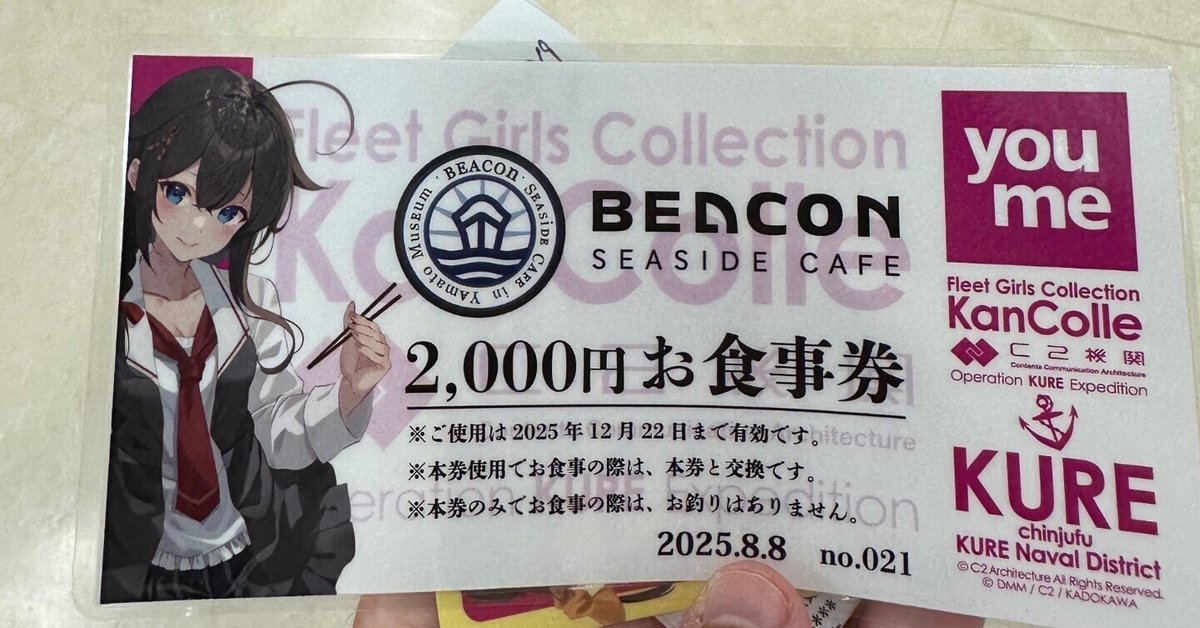 19
Fleet Girls Collection
KanColle
BEACON SEASIDE CAFE in YAMATO MUSEUM
BEACON
SEASIDE CAFE
2,000円お食事券
※ご使用は2025年12月22日まで有効です。
※本券使用でお食事の際は、本券と交換です。
※本券のみでお食事の際は、お釣りはありません。
Architecture
Operation KURE Expedition
2025.8.8 no.021
you
me
Fleet Girls Collection
KanColle
C2機関
Contents Communication Architecture
Operation KURE Expedition
KURE
chinjufu
KURE Naval District
© C2 Architecture All Rights Reserved.
© DMM / C2 / KADOKAWA